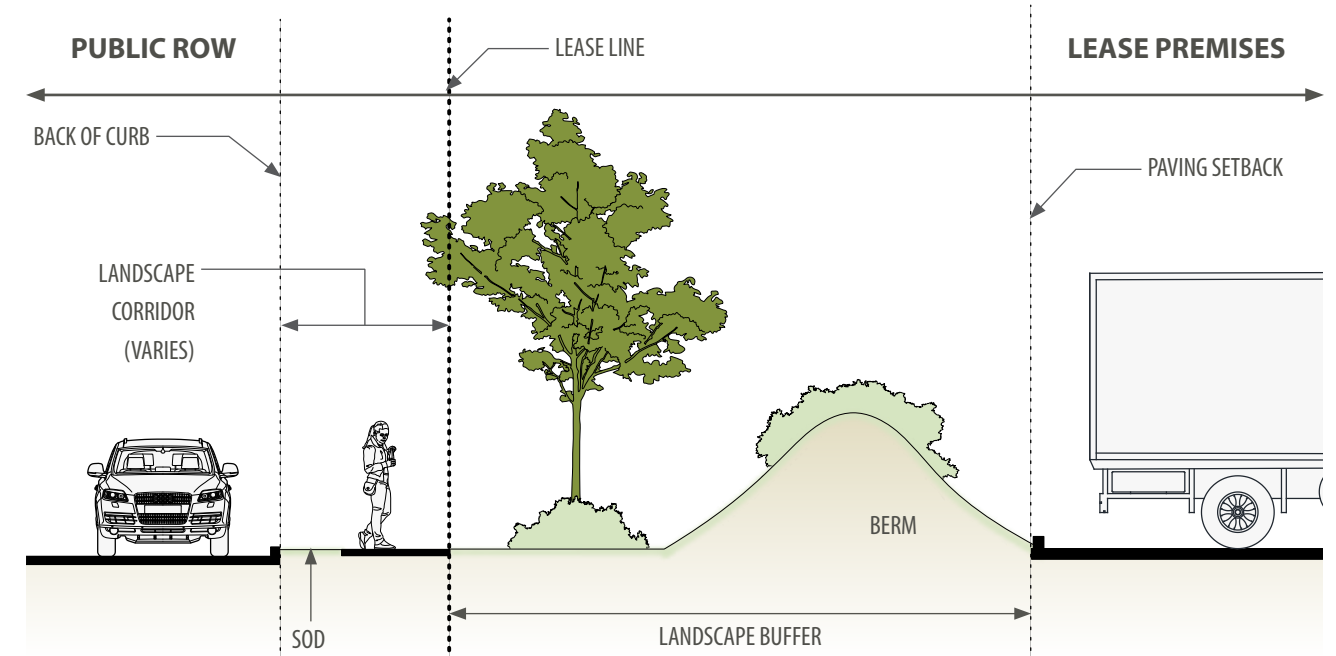 PUBLIC ROW
LEASE LINE
LEASE PREMISES
BACK OF CURB
PAVING SETBACK
LANDSCAPE
CORRIDOR
(VARIES)
BERM
SOD
LANDSCAPE BUFFER